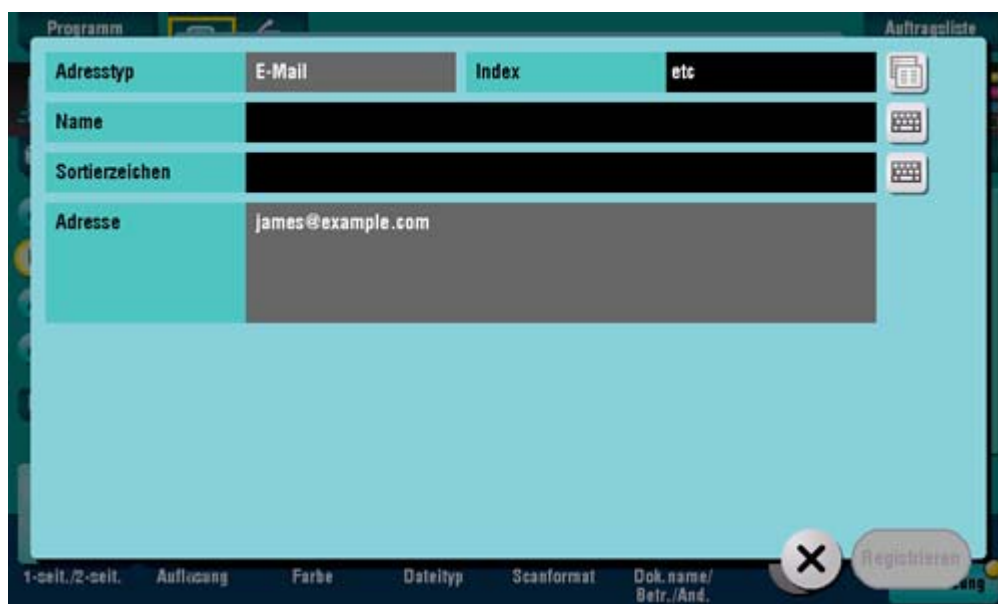 Programm
Auftragsliste
Adresstyp E-Mail Index etc
Name
Sortierzeichen
Adresse james@example.com
Registrieren
1-seit./2-seit. Auflösung Farbe Dateityp Scanformat Dok.name/
Betr./And.